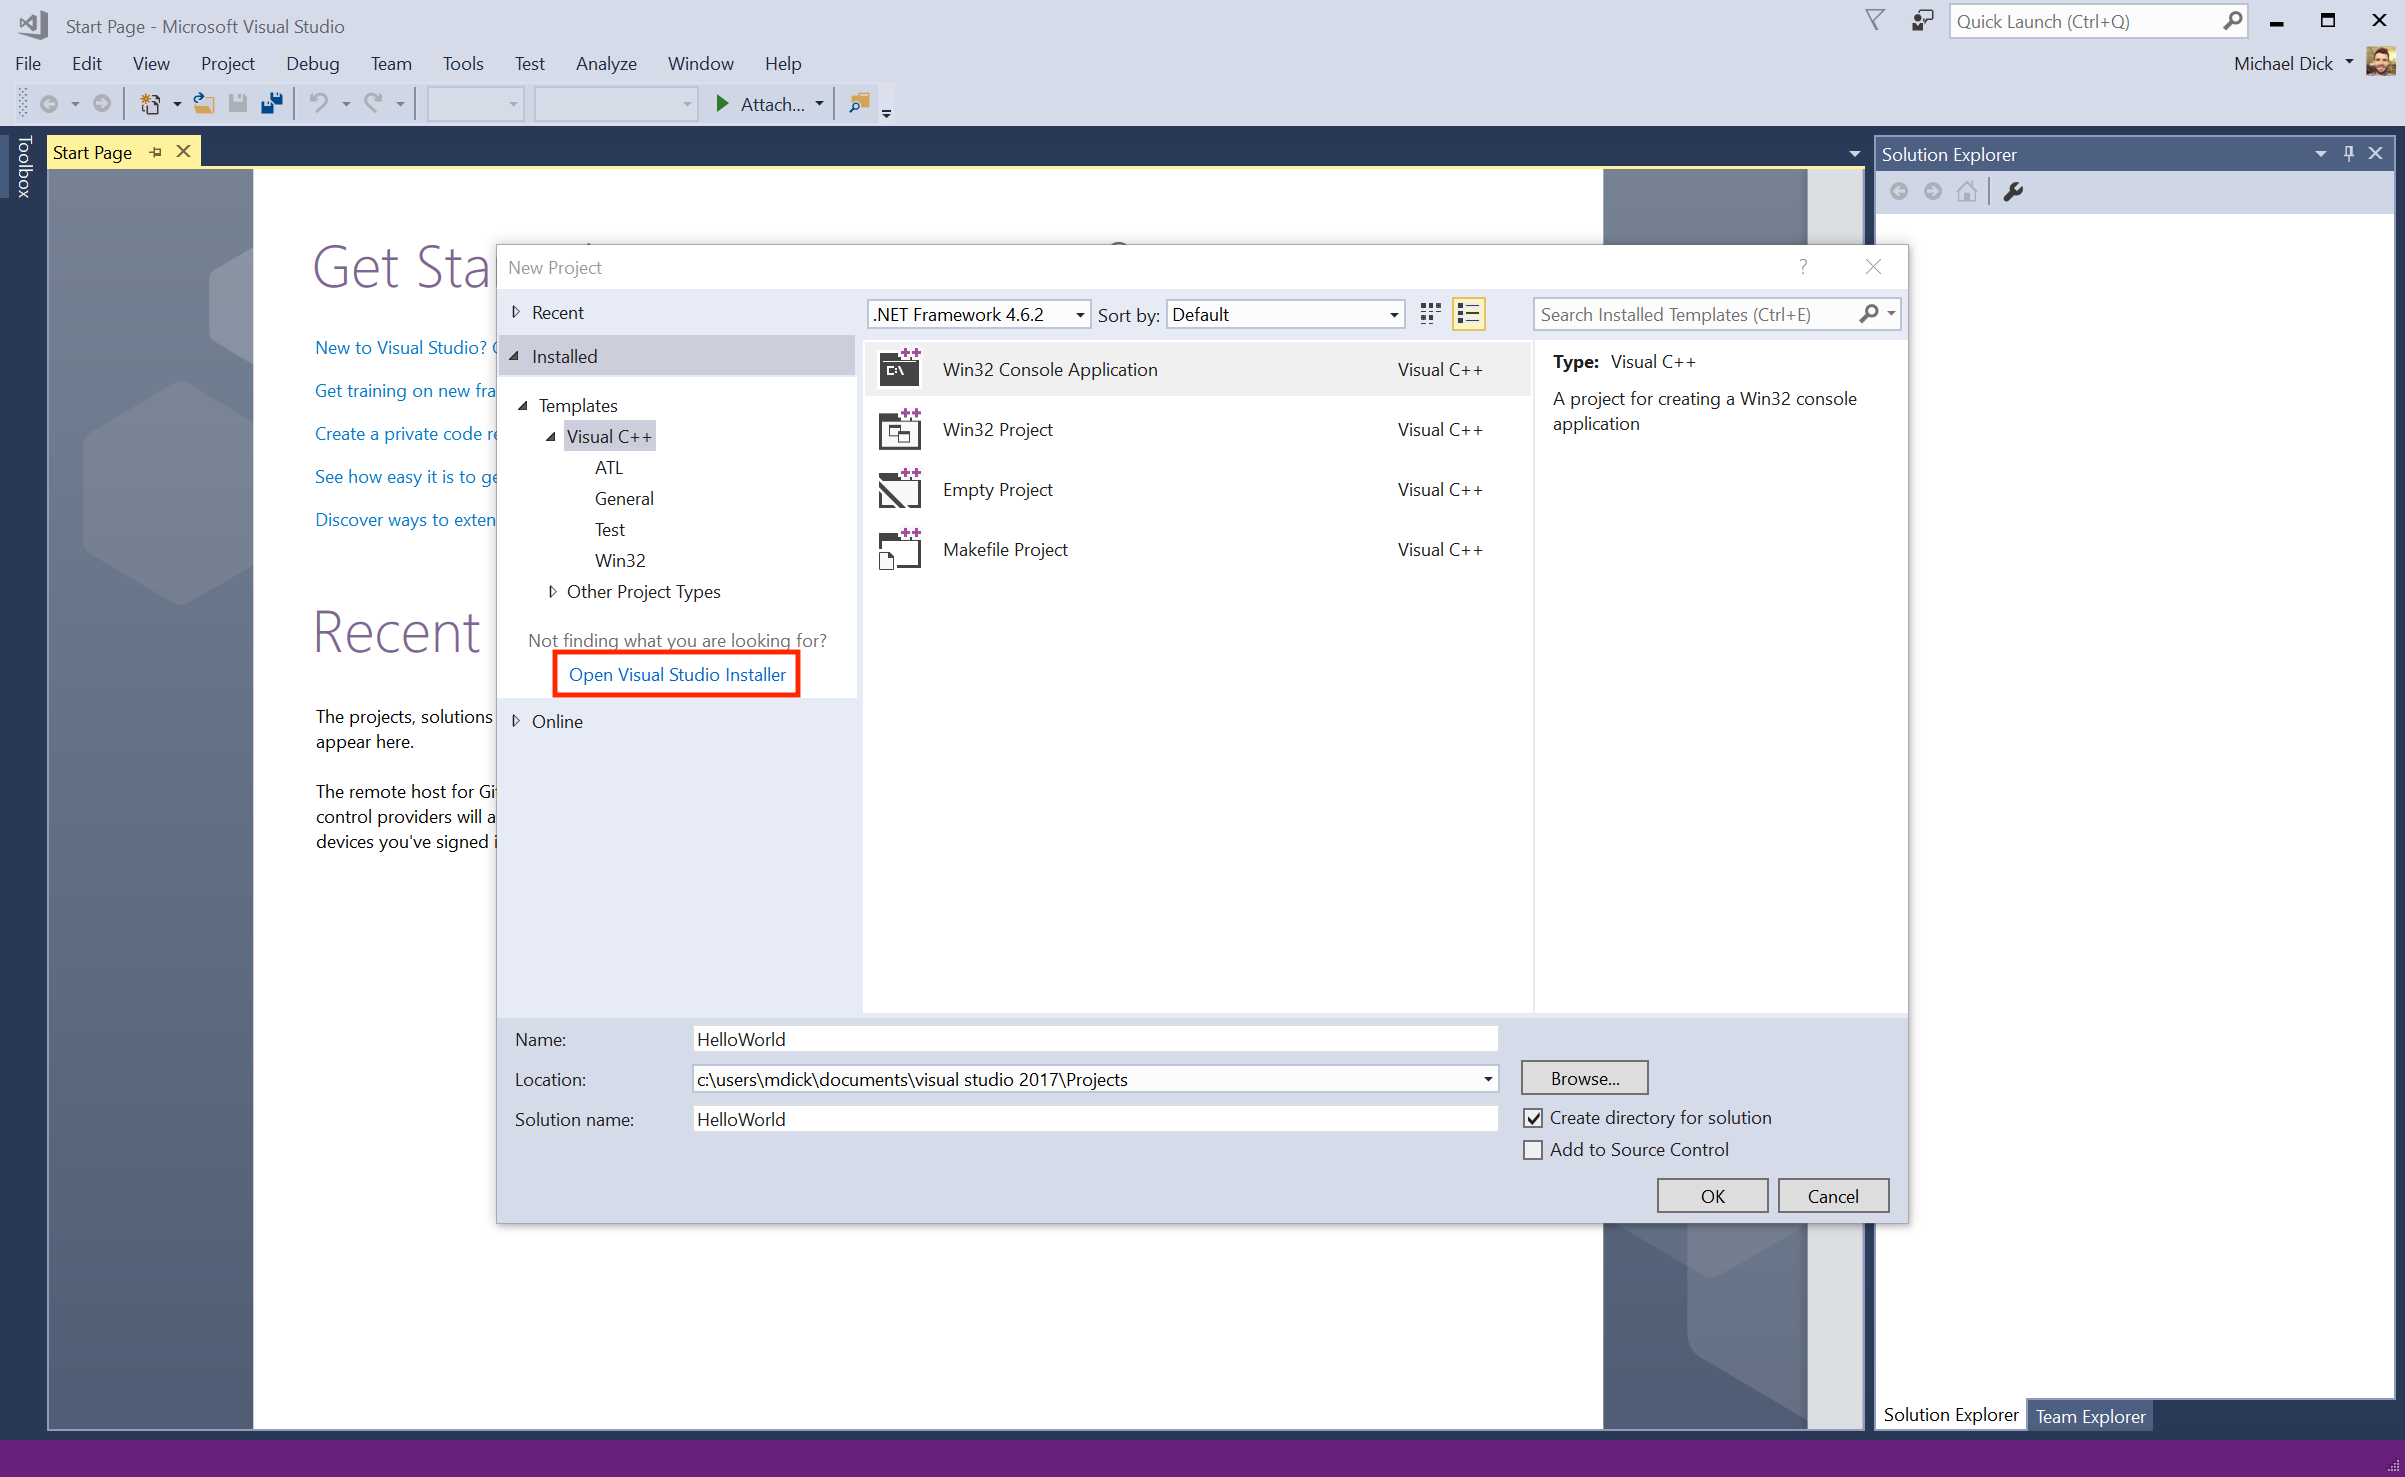 Start Page - Microsoft Visual Studio
Quick Launch (Ctrl+Q)
File Edit View Project Debug Team Tools Test Analyze Window Help
Michael Dick
Attach...
Toolbox
Start Page
Solution Explorer
Get Sta
New to Visual Studio?
Get training on new fra
Create a private code re
See how easy it is to ge
Discover ways to exten
Recent
The projects, solutions
appear here.
The remote host for Gi
control providers will a
devices you've signed i
New Project
?
Recent
Installed
Templates
Visual C++
ATL
General
Test
Win32
Other Project Types
Not finding what you are looking for?
Open Visual Studio Installer
Online
.NET Framework 4.6.2
Sort by:
Default
Search Installed Templates (Ctrl+E)
C:\
Win32 Console Application Visual C++
Win32 Project Visual C++
Empty Project Visual C++
Makefile Project Visual C++
Type: Visual C++
A project for creating a Win32 console
application
Name: HelloWorld
Location: c:\users\mdick\documents\visual studio 2017\Projects
Browse...
Solution name: HelloWorld
Create directory for solution
Add to Source Control
OK
Cancel
Solution Explorer
Team Explorer